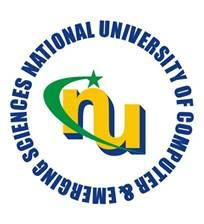 NATIONAL UNIVERSITY OF COMPUTER & EMERGING SCIENCES
nu